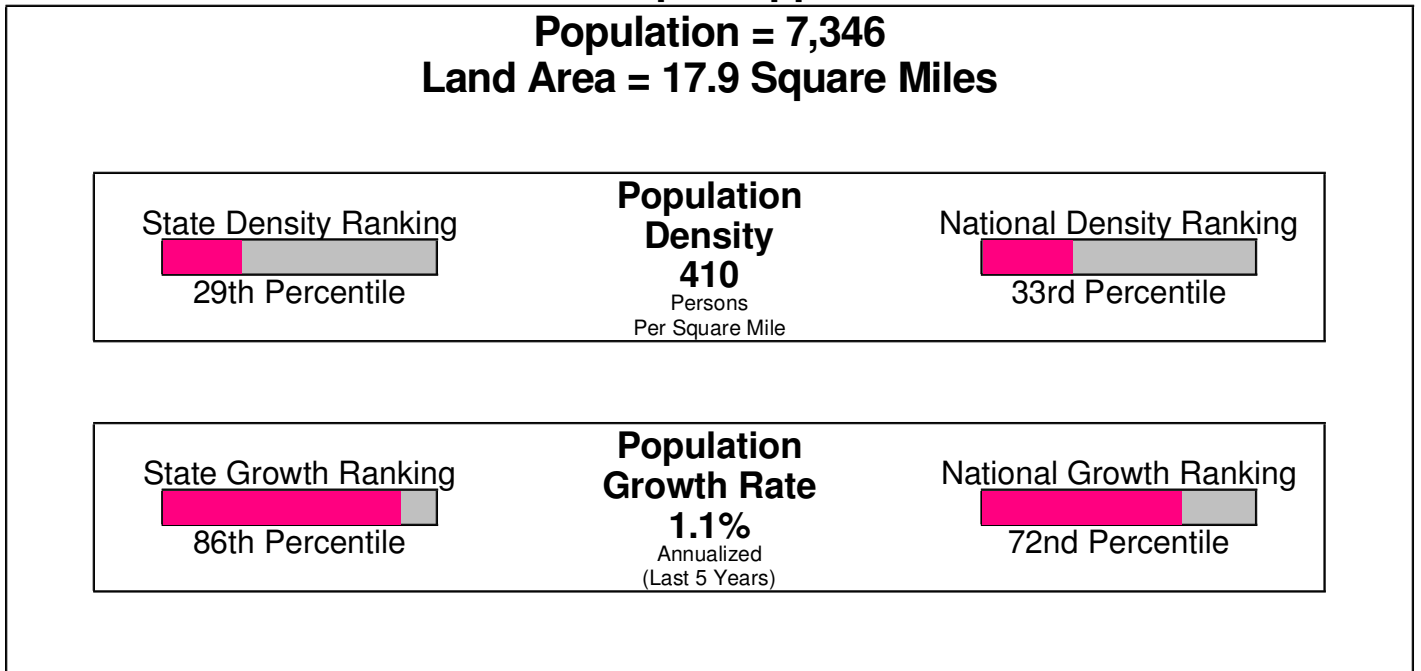 Population = 7,346
Land Area = 17.9 Square Miles
State Density Ranking
29th Percentile
Population
Density
410
Persons
Per Square Mile
National Density Ranking
33rd Percentile
State Growth Ranking
86th Percentile
Population
Growth Rate
1.1%
Annualized
(Last 5 Years)
National Growth Ranking
72nd Percentile